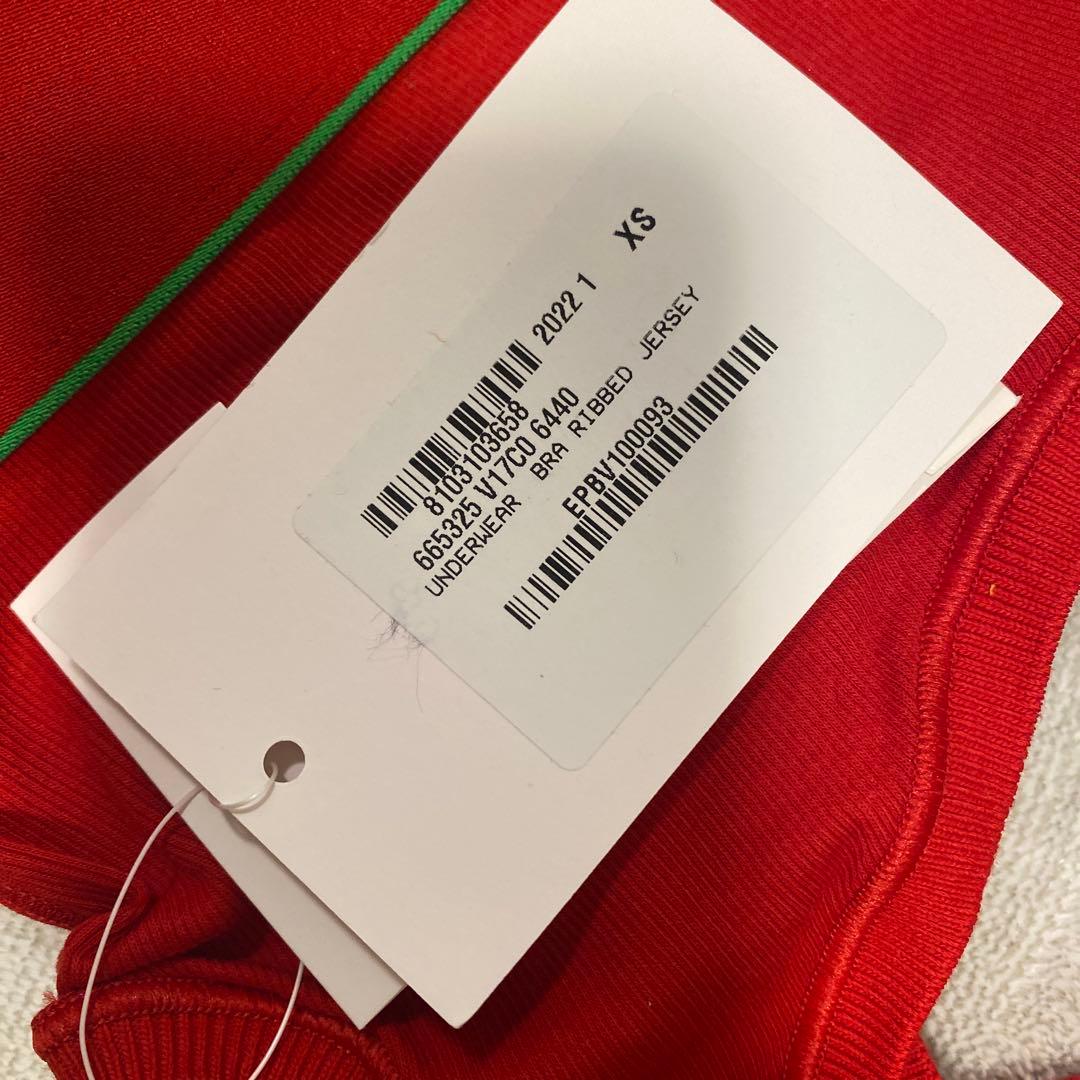 XS
2022 1
8103103658
665325 V17C0 6440
UNDERWEAR BRA RIBBED JERSEY
EPBV100093